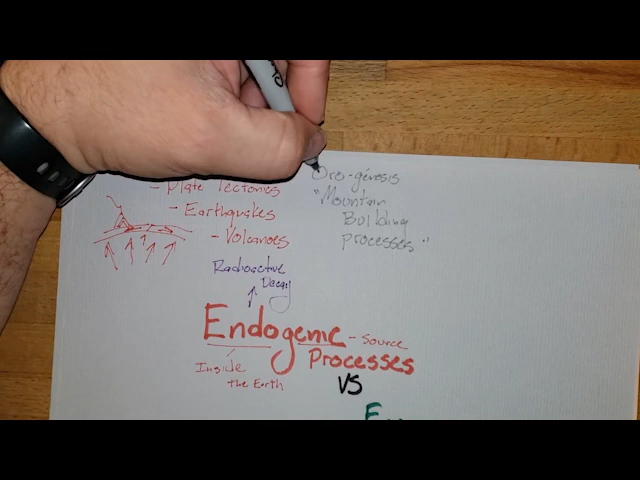 - Plate Tectonics
- Earthquakes
- Volcanoes
Oro-génesis
"Mountain
Building
processes"
Radioactive
Decay
Endogenic - source
Processes
Inside
the Earth
VS